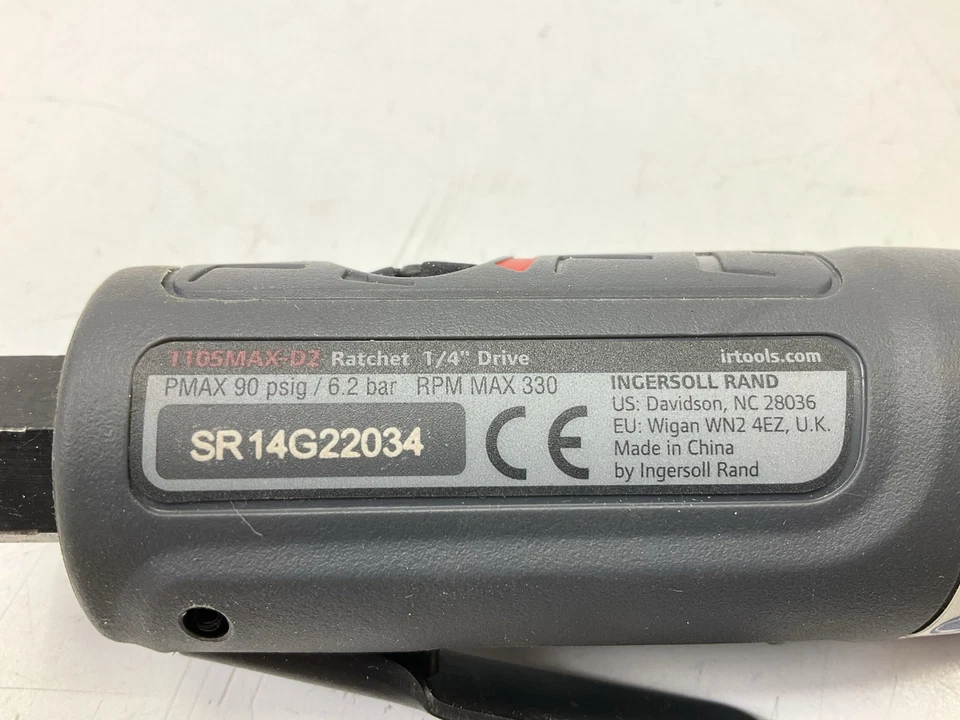 1105MAX-D2 Ratchet 1/4" Drive irtools.com
PMAX 90 psig / 6.2 bar RPM MAX 330
SR14G22034
CE
INGERSOLL RAND
US: Davidson, NC 28036
EU: Wigan WN2 4EZ, U.K.
Made in China
by Ingersoll Rand